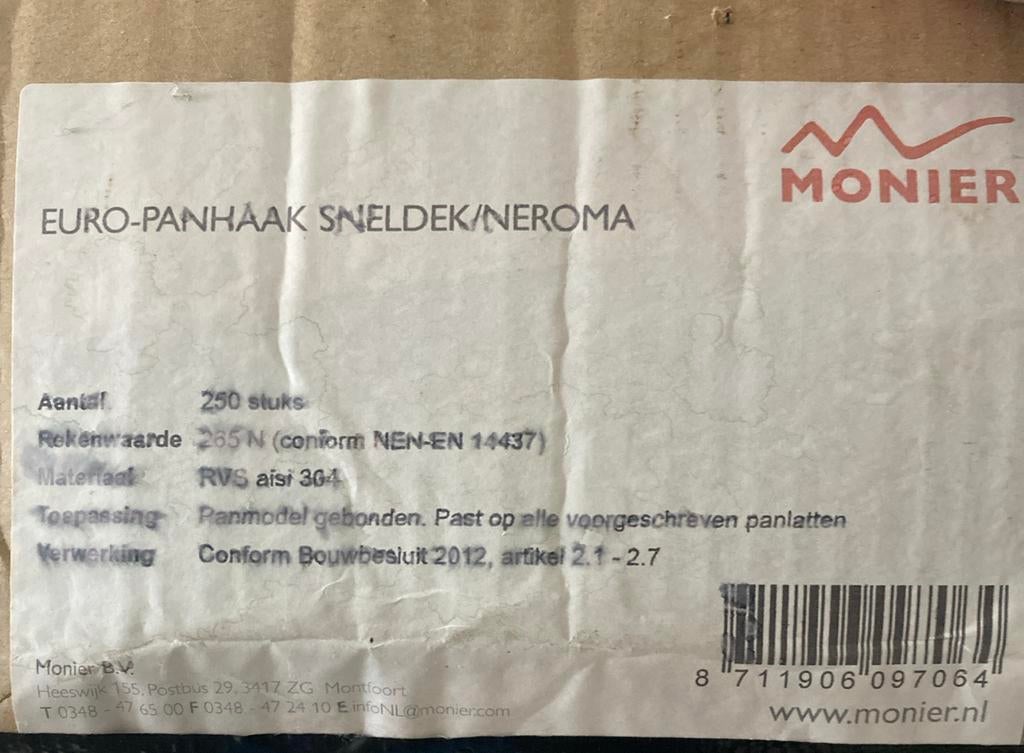 MONIER
EURO-PANHAAK SNELDEK/NEROMA
Aantal 250 stuks
Rekenwaarde 265 N (conform NEN-EN 14437)
Materiaal RVS aisi 304
Toepassing Panmodel gebonden. Past op alle voorgeschreven panlatten
Verwerking Conform Bouwbesluit 2012, artikel 2.1 - 2.7
Monier B.V.
Heeswijk 155, Postbus 29, 3417 ZG Montfoort
T 0348 - 47 65 00 F 0348 - 47 24 10 E infoNL@monier.com
8 711906 097064
www.monier.nl